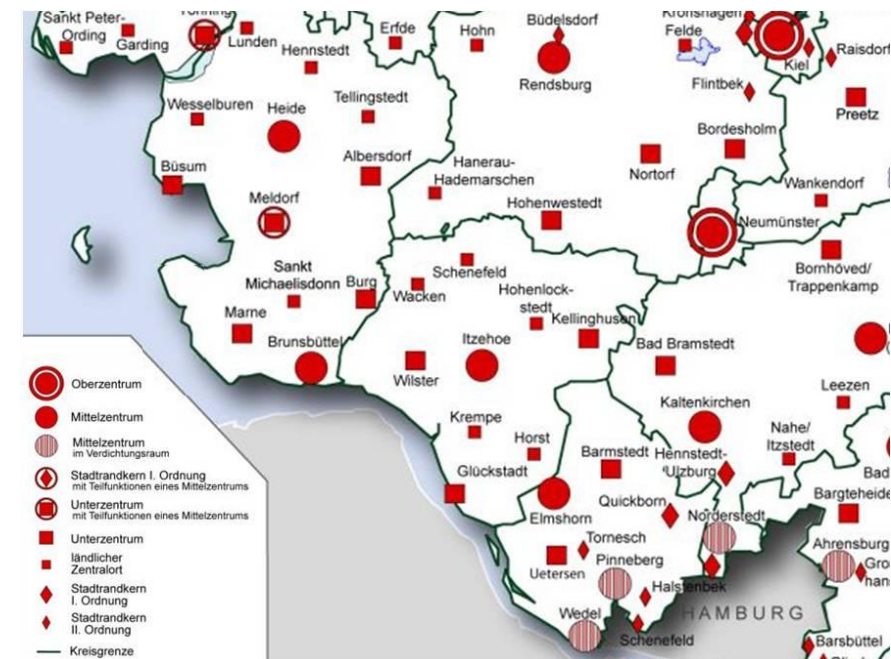 Sankt Peter-
Ording
Garding
Lunden
Hennstedt
Erfde
Hohn
Büdelsdorf
Rendsburg
Felde
Kiel
Raisdorf
Flintbek
Preetz
Wesselburen
Heide
Tellingstedt
Bordesholm
Büsum
Albersdorf
Hanerau-
Hademarschen
Nortorf
Wankendorf
Meldorf
Hohenwestedt
Neumünster
Bornhöved/
Trappenkamp
Sankt
Michaelisdonn
Burg
Schenefeld
Wacken
Hohenlock-
stedt
Kellinghusen
Marne
Brunsbüttel
Itzehoe
Bad Bramstedt
Wilster
Leezen
Kaltenkirchen
Krempe
Horst
Nahe/
Itzstedt
Barmstedt
Hennstedt-
Ulzburg
Glückstadt
Bad
Bargteheide
Elmshorn
Quickborn
Norderstedt
Tornesch
Pinneberg
Uetersen
Ahrensburg
Halstenbek
Wedel
HAMBURG
Schenefeld
Barsbüttel
Oberzentrum
Mittelzentrum
Mittelzentrum
im Verdichtungsraum
Stadtrandkern I. Ordnung
mit Teilfunktionen eines Mittelzentrums
Unterzentrum
mit Teilfunktionen eines Mittelzentrums
Unterzentrum
ländlicher
Zentralort
Stadtrandkern
I. Ordnung
Stadtrandkern
II. Ordnung
Kreisgrenze